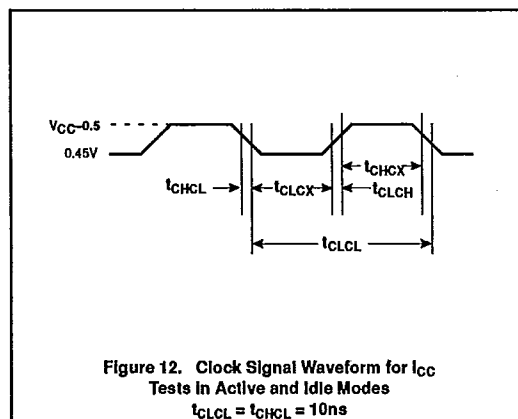 VCC–0.5
0.45V
tCHCX
tCHCL
tCLCX
tCLCH
tCLCL
Figure 12. Clock Signal Waveform for ICC
Tests in Active and Idle Modes
tCLCL = tCHCL = 10ns